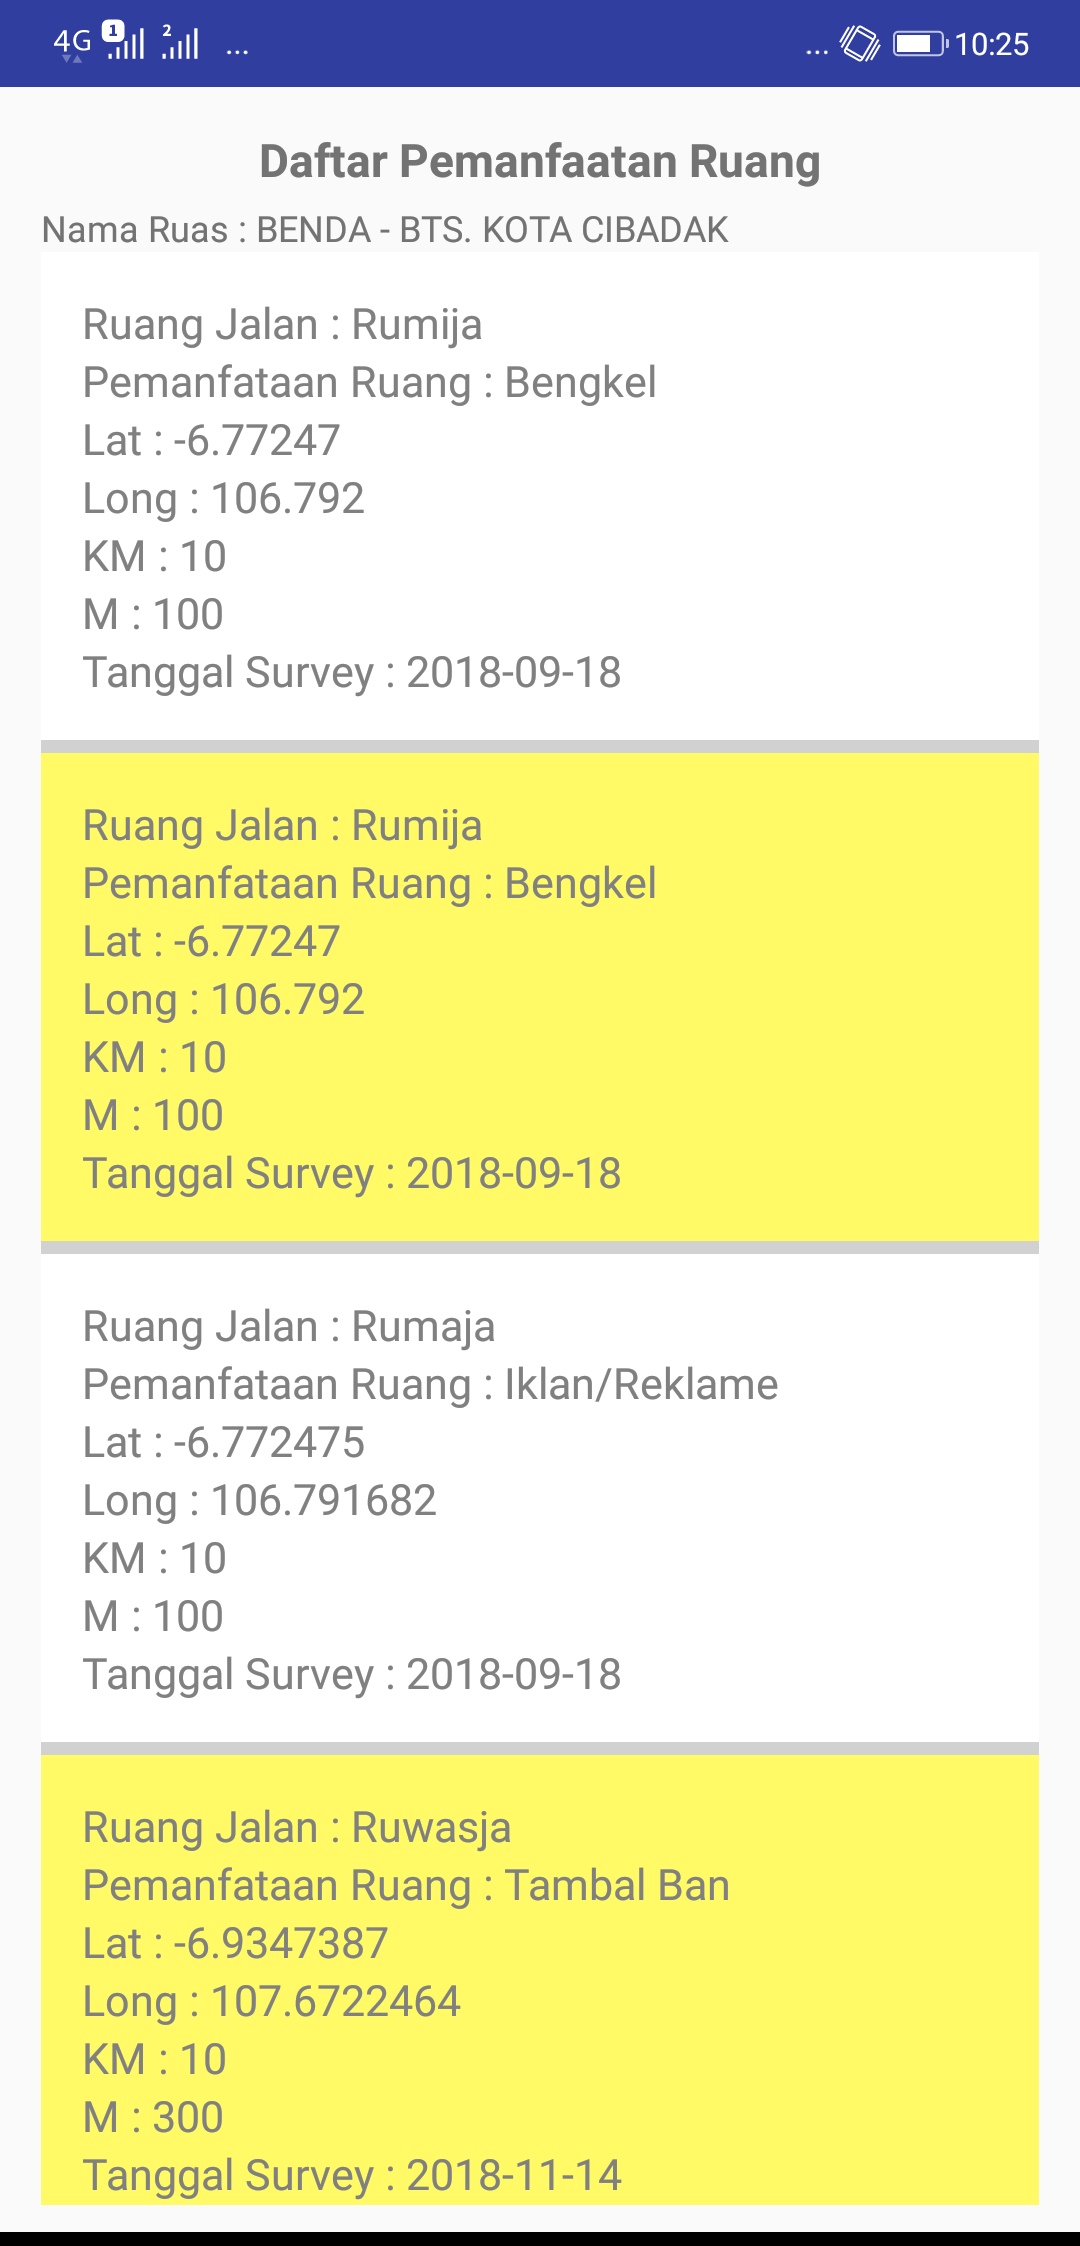 4G 1 2 ... ... 10:25
Daftar Pemanfaatan Ruang
Nama Ruas : BENDA - BTS. KOTA CIBADAK
Ruang Jalan : Rumija
Pemanfataan Ruang : Bengkel
Lat : -6.77247
Long : 106.792
KM : 10
M : 100
Tanggal Survey : 2018-09-18
Ruang Jalan : Rumija
Pemanfataan Ruang : Bengkel
Lat : -6.77247
Long : 106.792
KM : 10
M : 100
Tanggal Survey : 2018-09-18
Ruang Jalan : Rumaja
Pemanfataan Ruang : Iklan/Reklame
Lat : -6.772475
Long : 106.791682
KM : 10
M : 100
Tanggal Survey : 2018-09-18
Ruang Jalan : Ruwasja
Pemanfataan Ruang : Tambal Ban
Lat : -6.9347387
Long : 107.6722464
KM : 10
M : 300
Tanggal Survey : 2018-11-14